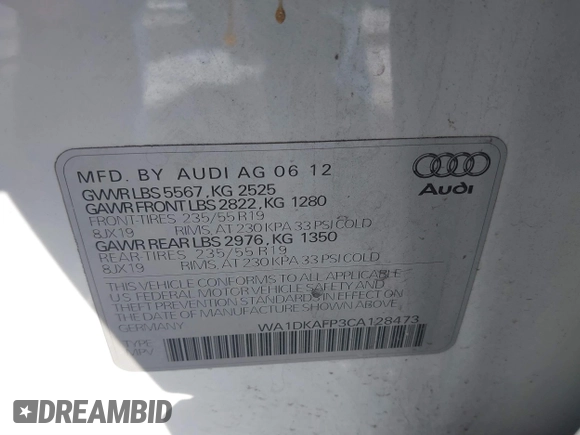 MFD. BY AUDI AG 06 12
GVWR LBS 5567, KG 2525
GAWR FRONT LBS 2822, KG 1280
FRONT-TIRES 235/55 R19
8JX19 RIMS, AT 230 KPA 33 PSI COLD
GAWR REAR LBS 2976, KG 1350
REAR-TIRES 235/55 R19
8JX19 RIMS, AT 230 KPA 33 PSI COLD
THIS VEHICLE CONFORMS TO ALL APPLICABLE
US FEDERAL MOTOR VEHICLE SAFETY AND
THEFT PREVENTION STANDARDS IN EFFECT ON
THE DATE OF MANUFACTURE SHOWN ABOVE.
GERMANY WA1DKAFP3CA128473
TYPE:
MPV
Audi
DREAMBID